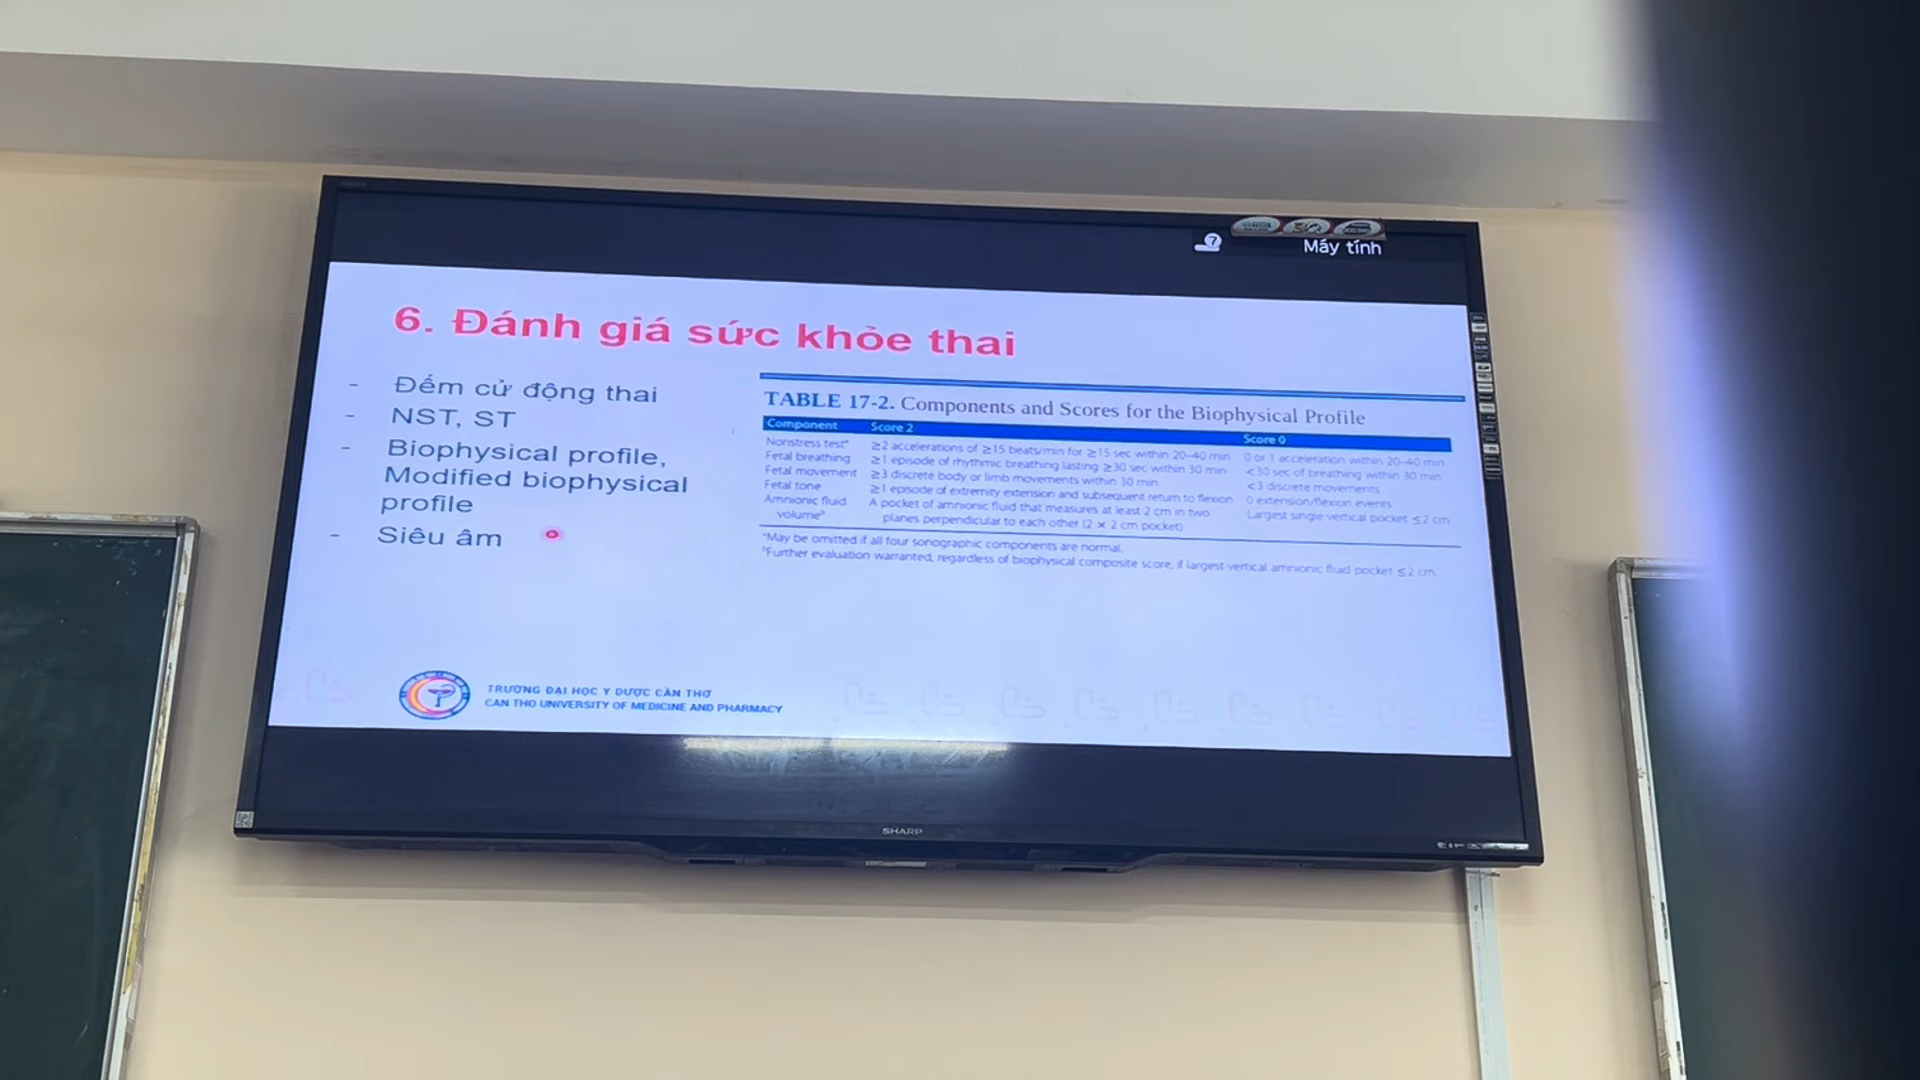 Máy tính
6. Đánh giá sức khỏe thai
- Đếm cử động thai
- NST, ST
- Biophysical profile,
Modified biophysical
profile
- Siêu âm
TABLE 17-2. Components and Scores for the Biophysical Profile
Component Score 2 Score 0
Nonstress testᵃ ≥2 accelerations of ≥15 beats/min for ≥15 sec within 20–40 min 0 or 1 acceleration within 20–40 min
Fetal breathing ≥1 episode of rhythmic breathing lasting ≥30 sec within 30 min <30 sec of breathing within 30 min
Fetal movement ≥3 discrete body or limb movements within 30 min <3 discrete movements
Fetal tone ≥1 episode of extremity extension and subsequent return to flexion 0 extension/flexion events
Amnionic fluid A pocket of amnionic fluid that measures at least 2 cm in two Largest single vertical pocket ≤2 cm
volumeᵇ planes perpendicular to each other (2 × 2 cm pocket)
ᵃMay be omitted if all four sonographic components are normal.
ᵇFurther evaluation warranted, regardless of biophysical composite score, if largest vertical amnionic fluid pocket ≤2 cm.
TRƯỜNG ĐẠI HỌC Y DƯỢC CẦN THƠ
CAN THO UNIVERSITY OF MEDICINE AND PHARMACY
SHARP